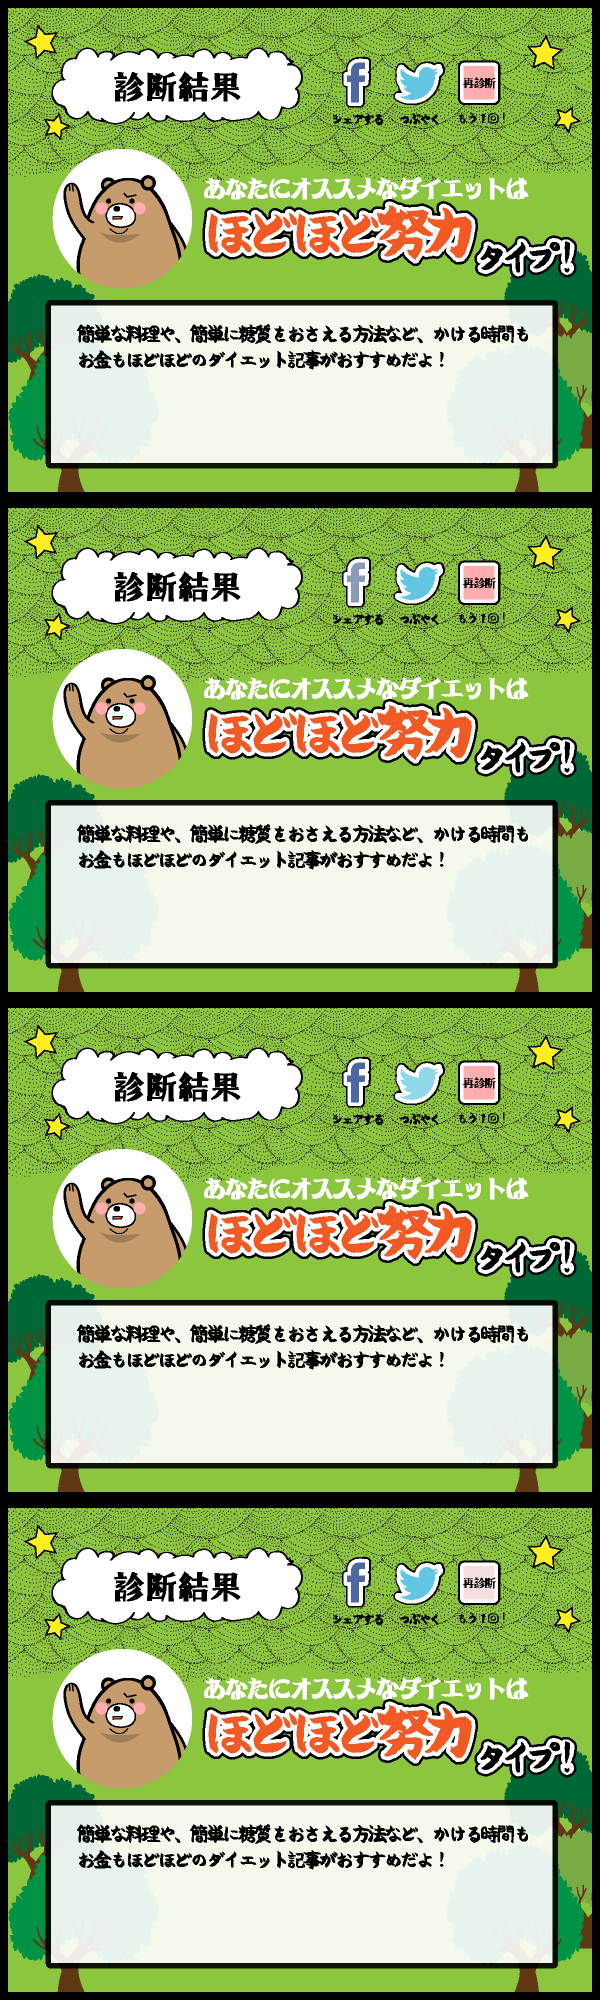 診断結果
再診断
シェアする つぶやく もう1回!
あなたにオススメなダイエットは
ほどほど努力
タイプ!
簡単な料理や、簡単に糖質をおさえる方法など、かける時間も
お金もほどほどのダイエット記事がおすすめだよ!
診断結果
再診断
シェアする つぶやく もう1回!
あなたにオススメなダイエットは
ほどほど努力
タイプ!
簡単な料理や、簡単に糖質をおさえる方法など、かける時間も
お金もほどほどのダイエット記事がおすすめだよ!
診断結果
再診断
シェアする つぶやく もう1回!
あなたにオススメなダイエットは
ほどほど努力
タイプ!
簡単な料理や、簡単に糖質をおさえる方法など、かける時間も
お金もほどほどのダイエット記事がおすすめだよ!
診断結果
再診断
シェアする つぶやく もう1回!
あなたにオススメなダイエットは
ほどほど努力
タイプ!
簡単な料理や、簡単に糖質をおさえる方法など、かける時間も
お金もほどほどのダイエット記事がおすすめだよ!